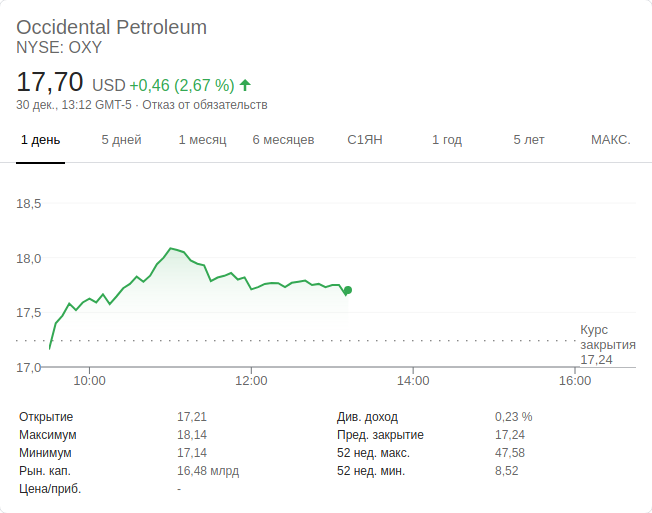 Occidental Petroleum
NYSE: OXY
17,70 USD +0,46 (2,67 %)
30 дек., 13:12 GMT-5 · Отказ от обязательств
1 день 5 дней 1 месяц 6 месяцев С1ЯН 1 год 5 лет МАКС.
18,5
18,0
17,5
Курс
закрытия
17,24
17,0
10:00 12:00 14:00 16:00
Открытие 17,21 Див. доход 0,23 %
Максимум 18,14 Пред. закрытие 17,24
Минимум 17,14 52 нед. макс. 47,58
Рын. кап. 16,48 млрд 52 нед. мин. 8,52
Цена/приб. -